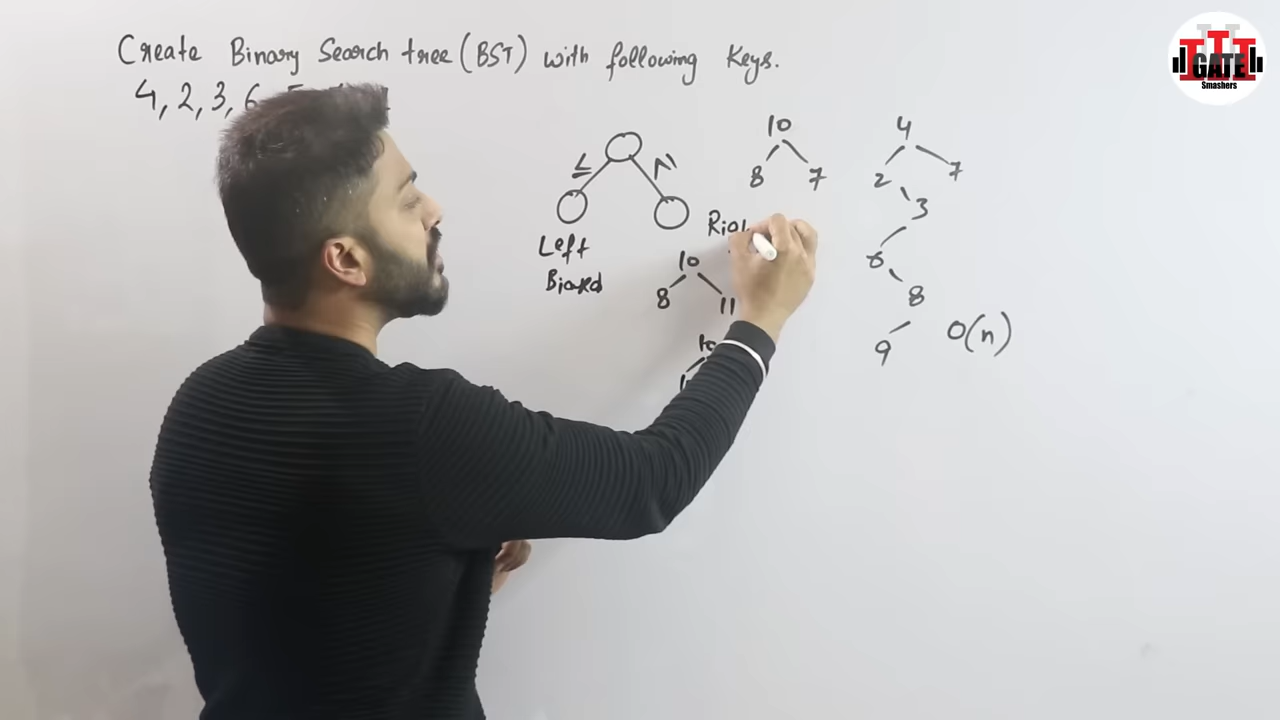 Create Binary Search tree (BST) with following Keys.
4, 2, 3, 6
≤ >
Left
Biased
10
8 7
10
8 11
10
4
2 7
3
6
8
9
O(n)
GATE
Smashers